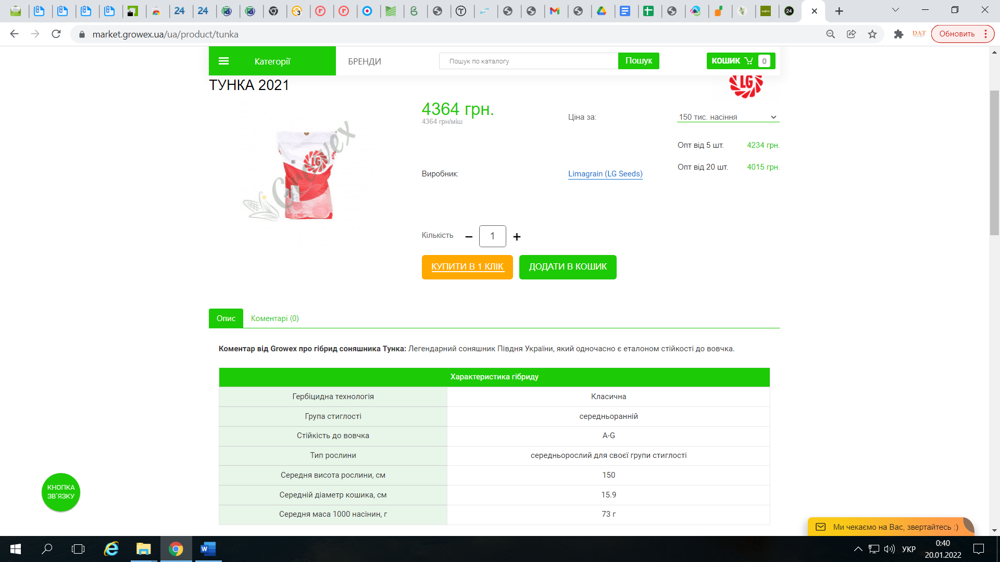 24
24
3
24
market.growex.ua/ua/product/tunka
DAT
Обновить
Категорії
БРЕНДИ
Пошук по каталогу
Пошук
КОШИК
0
ТУНКА 2021
LG
4364 грн.
4364 грн/міш
Ціна за:
150 тис. насіння
Опт від 5 шт.
4234 грн.
Опт від 20 шт.
4015 грн.
Виробник:
Limagrain (LG Seeds)
LG
Growex
Кількість
1
КУПИТИ В 1 КЛІК
ДОДАТИ В КОШИК
Опис
Коментарі (0)
Коментар від Growex про гібрид соняшника Тунка: Легендарний соняшник Півдня України, який одночасно є еталоном стійкості до вовчка.
Характеристика гібриду
Гербіцидна технологія
Класична
Група стиглості
середньоранній
Стійкість до вовчка
A-G
Тип рослини
середньорослий для своєї групи стиглості
Середня висота рослини, см
150
Середній діаметр кошика, см
15.9
Середня маса 1000 насінин, г
73 г
КНОПКА
ЗВ'ЯЗКУ
Ми чекаємо на Вас, звертайтесь :)
УКР
0:40
20.01.2022